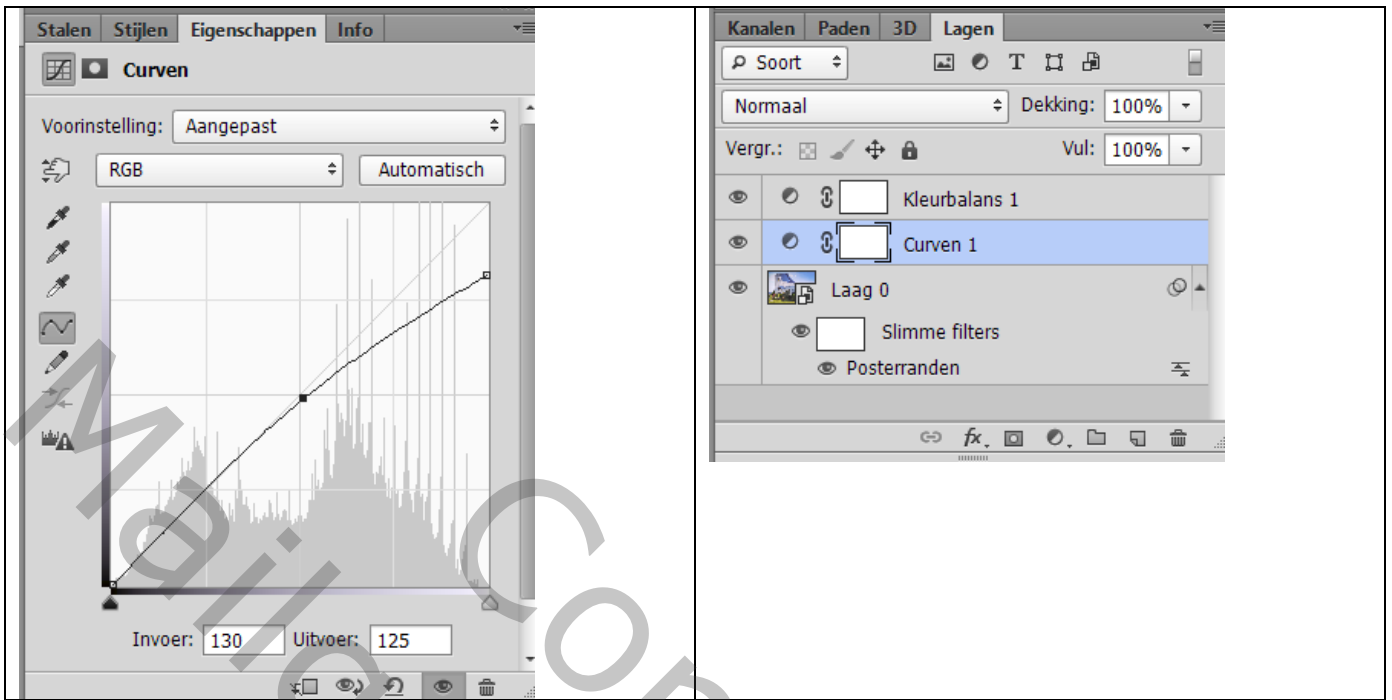 Stalen Stijlen Eigenschappen Info
Curven
Voorinstelling: Aangepast
RGB Automatisch
Invoer: 130 Uitvoer: 125
Kanalen Paden 3D Lagen
Soort T
Normaal Dekking: 100%
Vergr.: Vul: 100%
Kleurbalans 1
Curven 1
Laag 0
Slimme filters
Posterranden
fx